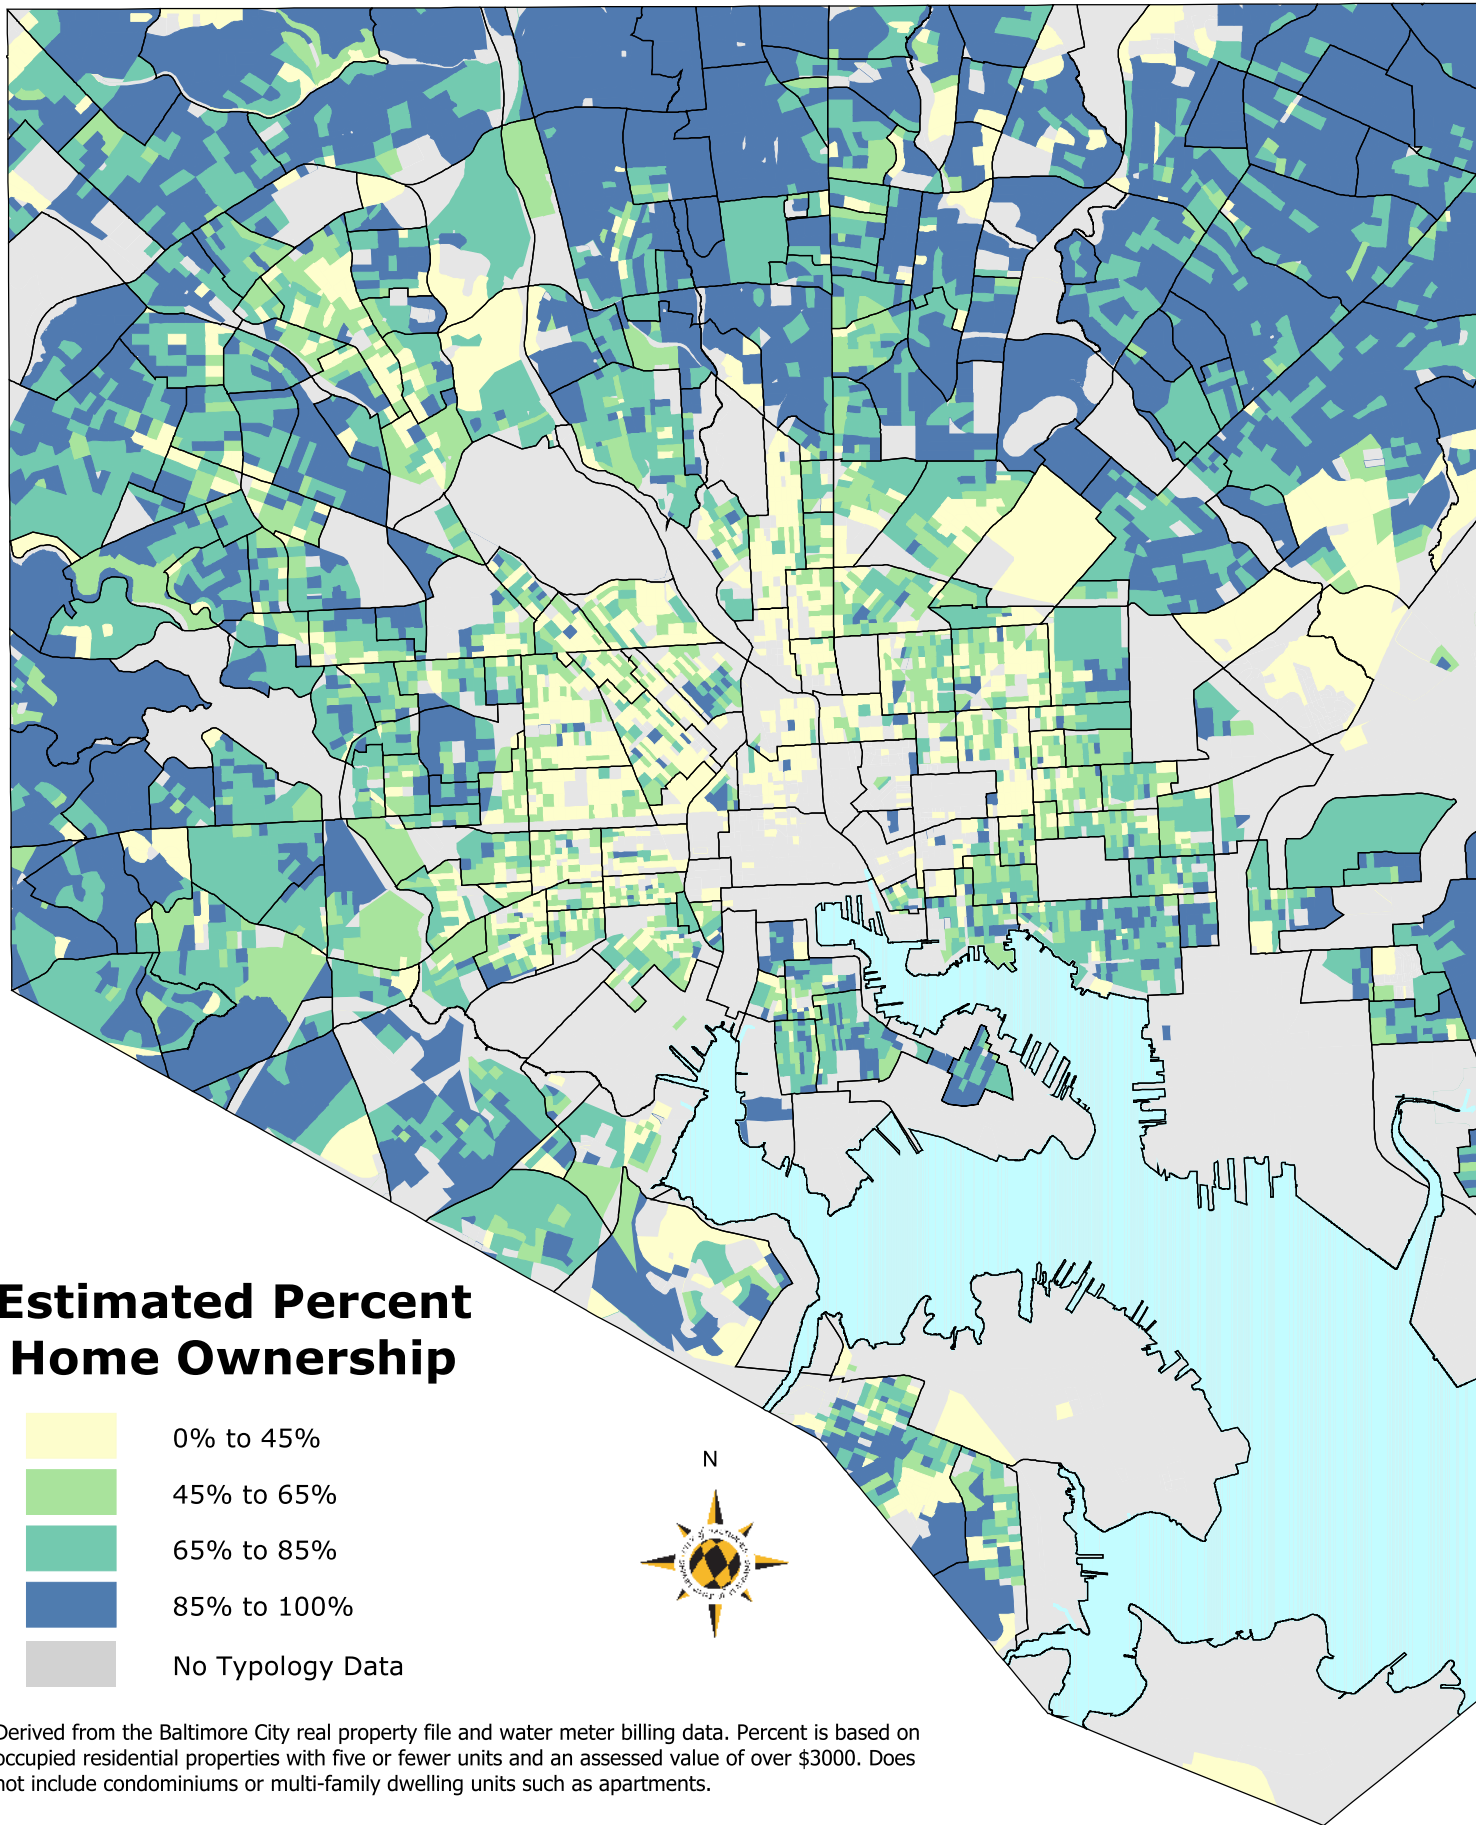 Estimated Percent
Home Ownership
0% to 45%
45% to 65%
65% to 85%
85% to 100%
No Typology Data
N
Derived from the Baltimore City real property file and water meter billing data. Percent is based on
occupied residential properties with five or fewer units and an assessed value of over $3000. Does
not include condominiums or multi-family dwelling units such as apartments.